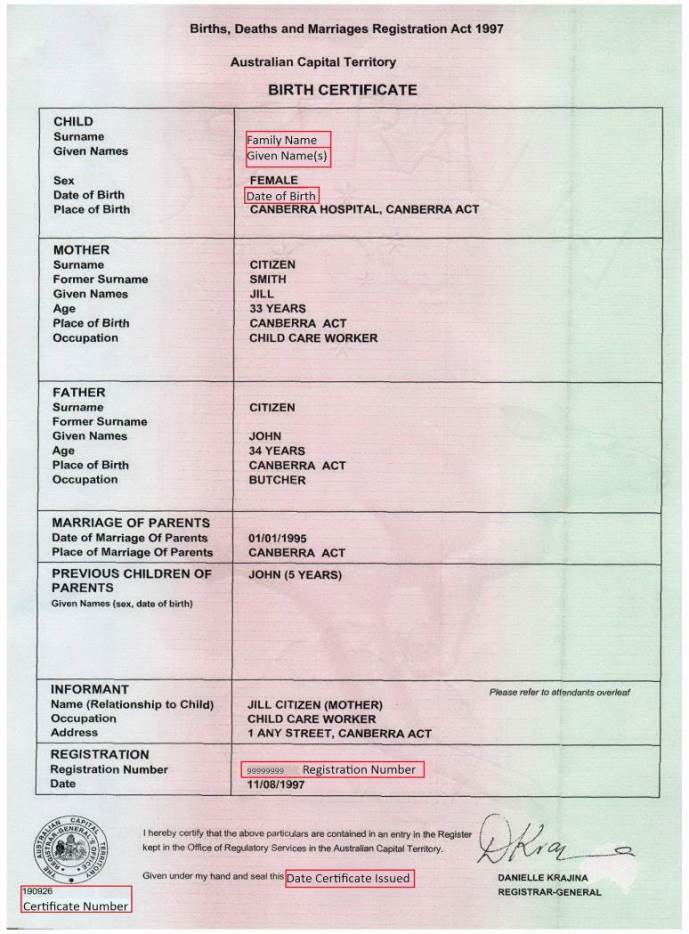 Births, Deaths and Marriages Registration Act 1997
Australian Capital Territory
BIRTH CERTIFICATE
CHILD
Surname Family Name
Given Names Given Name(s)
Sex FEMALE
Date of Birth Date of Birth
Place of Birth CANBERRA HOSPITAL, CANBERRA ACT
MOTHER
Surname CITIZEN
Former Surname SMITH
Given Names JILL
Age 33 YEARS
Place of Birth CANBERRA ACT
Occupation CHILD CARE WORKER
FATHER
Surname CITIZEN
Former Surname
Given Names JOHN
Age 34 YEARS
Place of Birth CANBERRA ACT
Occupation BUTCHER
MARRIAGE OF PARENTS
Date of Marriage Of Parents 01/01/1995
Place of Marriage Of Parents CANBERRA ACT
PREVIOUS CHILDREN OF JOHN (5 YEARS)
PARENTS
Given Names (sex, date of birth)
INFORMANT Please refer to attendants overleaf
Name (Relationship to Child) JILL CITIZEN (MOTHER)
Occupation CHILD CARE WORKER
Address 1 ANY STREET, CANBERRA ACT
REGISTRATION
Registration Number 99999999 Registration Number
Date 11/08/1997
AUSTRALIAN CAPITAL TERRITORY
REGISTRAR-GENERAL'S OFFICE
I hereby certify that the above particulars are contained in an entry in the Register
kept in the Office of Regulatory Services in the Australian Capital Territory.
Given under my hand and seal this Date Certificate Issued
DKraj
DANIELLE KRAJINA
REGISTRAR-GENERAL
190926
Certificate Number